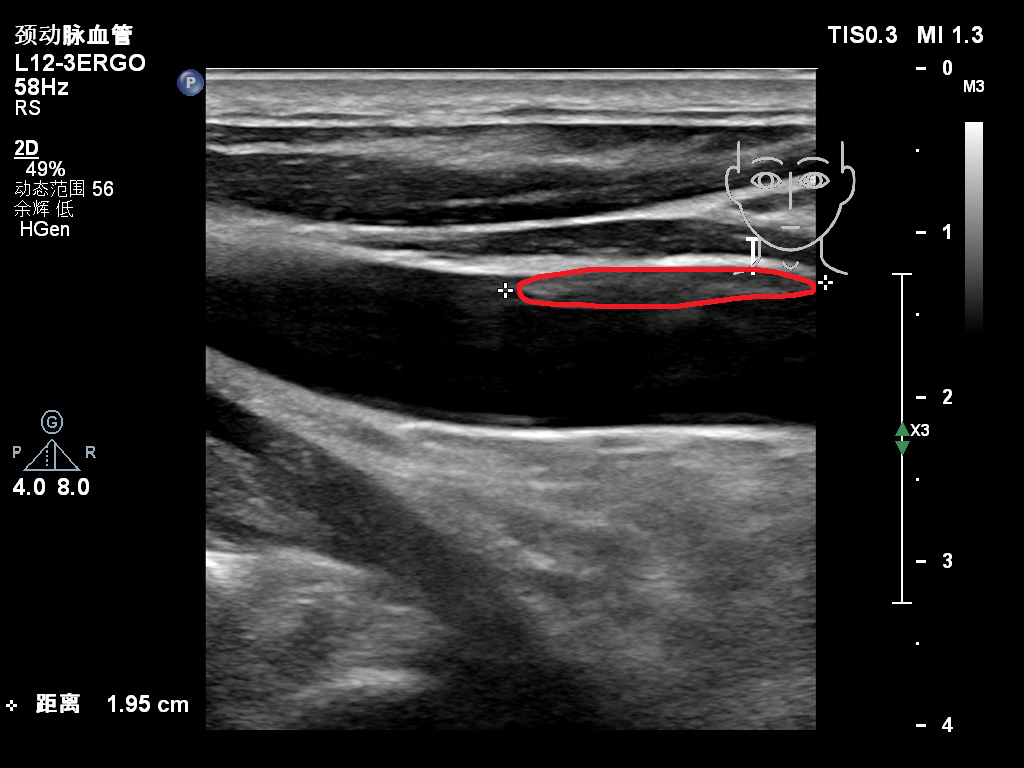 颈动脉血管
L12-3ERGO
58Hz
RS
2D
49%
动态范围 56
余辉 低
HGen
P
TIS0.3 MI 1.3
M3
0
1
2
X3
3
4
G
P R
4.0 8.0
距离 1.95 cm